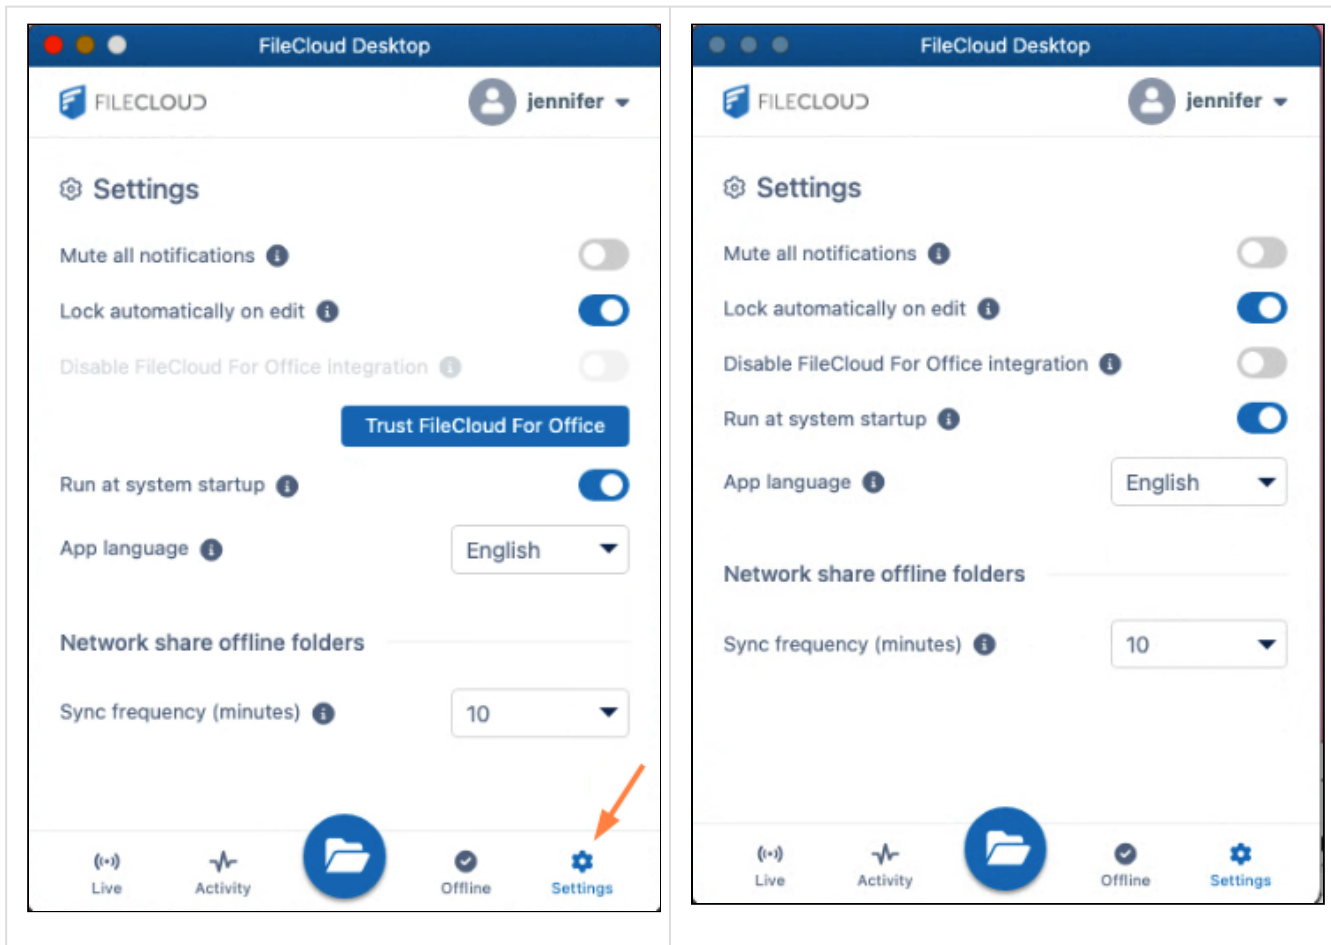 FileCloud Desktop
FILECLOUD
jennifer
Settings
Mute all notifications
Lock automatically on edit
Disable FileCloud For Office integration
Trust FileCloud For Office
Run at system startup
App language
English
Network share offline folders
Sync frequency (minutes)
10
Live
Activity
Offline
Settings
FileCloud Desktop
FILECLOUD
jennifer
Settings
Mute all notifications
Lock automatically on edit
Disable FileCloud For Office integration
Run at system startup
App language
English
Network share offline folders
Sync frequency (minutes)
10
Live
Activity
Offline
Settings